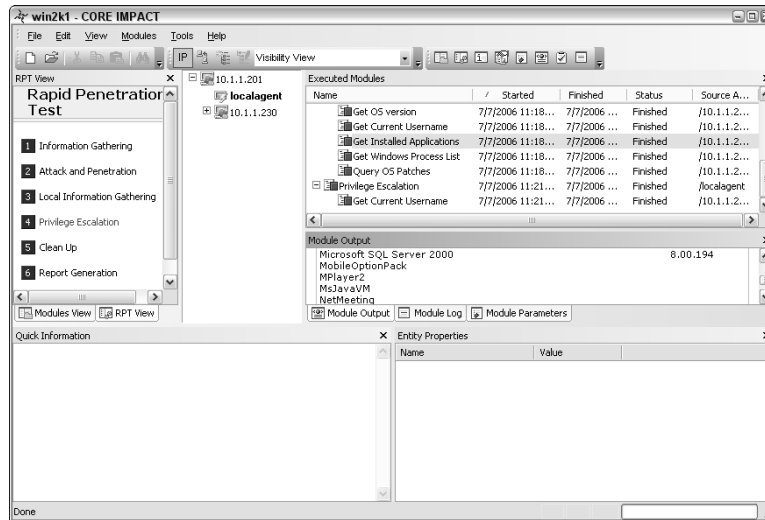 win2k1 - CORE IMPACT
File Edit View Modules Tools Help
IP Visibility View
RPT View
Rapid Penetration
Test
1 Information Gathering
2 Attack and Penetration
3 Local Information Gathering
4 Privilege Escalation
5 Clean Up
6 Report Generation
Modules View RPT View
10.1.1.201
localagent
10.1.1.230
Executed Modules
Name / Started Finished Status Source A...
Get OS version 7/7/2006 11:18... 7/7/2006 ... Finished /10.1.1.2...
Get Current Username 7/7/2006 11:18... 7/7/2006 ... Finished /10.1.1.2...
Get Installed Applications 7/7/2006 11:18... 7/7/2006 ... Finished /10.1.1.2...
Get Windows Process List 7/7/2006 11:18... 7/7/2006 ... Finished /10.1.1.2...
Query OS Patches 7/7/2006 11:18... 7/7/2006 ... Finished /10.1.1.2...
Privilege Escalation 7/7/2006 11:21... 7/7/2006 ... Finished /localagent
Get Current Username 7/7/2006 11:21... 7/7/2006 ... Finished /10.1.1.2...
Module Output
Microsoft SQL Server 2000 8.00.194
MobileOptionPack
MPlayer2
MsJavaVM
NetMeeting
Module Output Module Log Module Parameters
Quick Information
Entity Properties
Name Value
Done